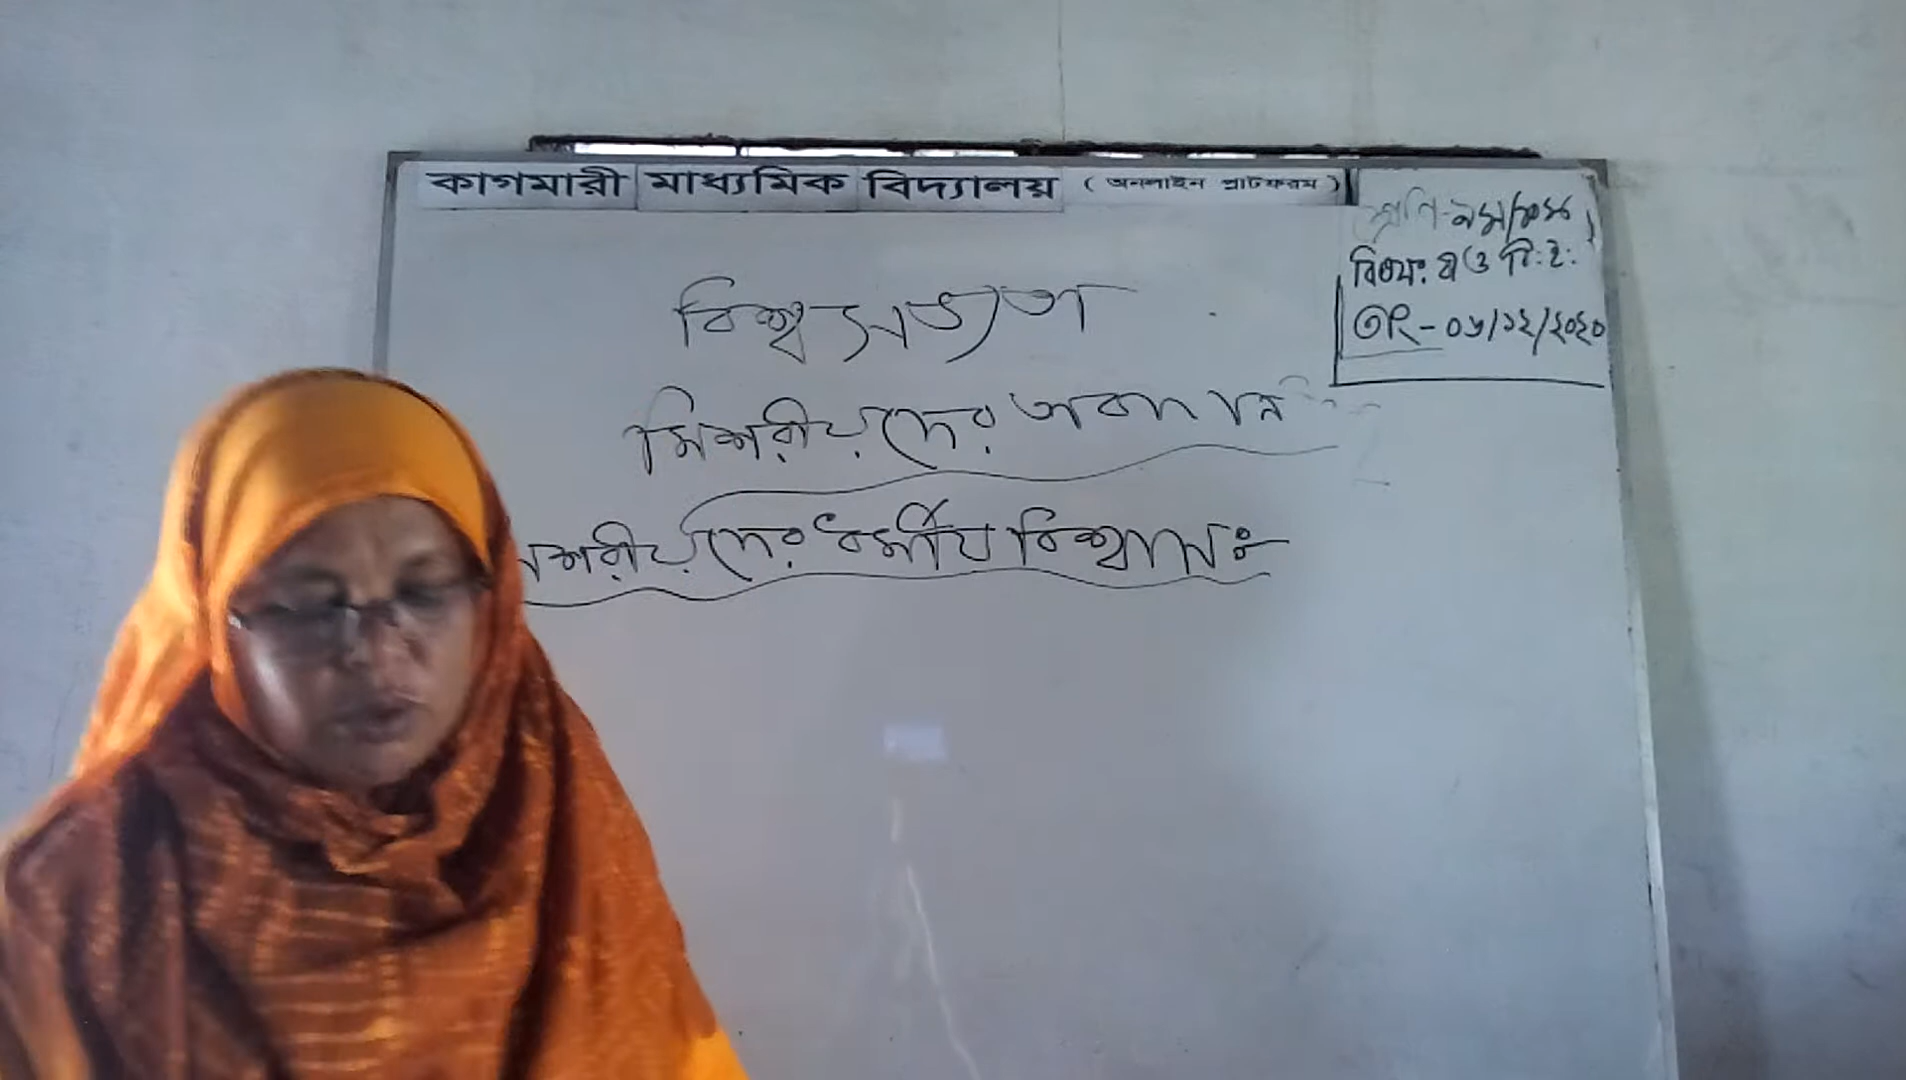 কাগমারী মাধ্যমিক বিদ্যালয় ( অনলাইন প্লাটফরম )
শ্রেণি-৯ম/১০ম
বিষয়: বা ও বি: ই:
তাং-০৬/১২/২০২০
বিশ্বসভ্যতা
মিশরীয়দের অবদান
মিশরীয়দের ধর্মীয় বিশ্বাসঃ